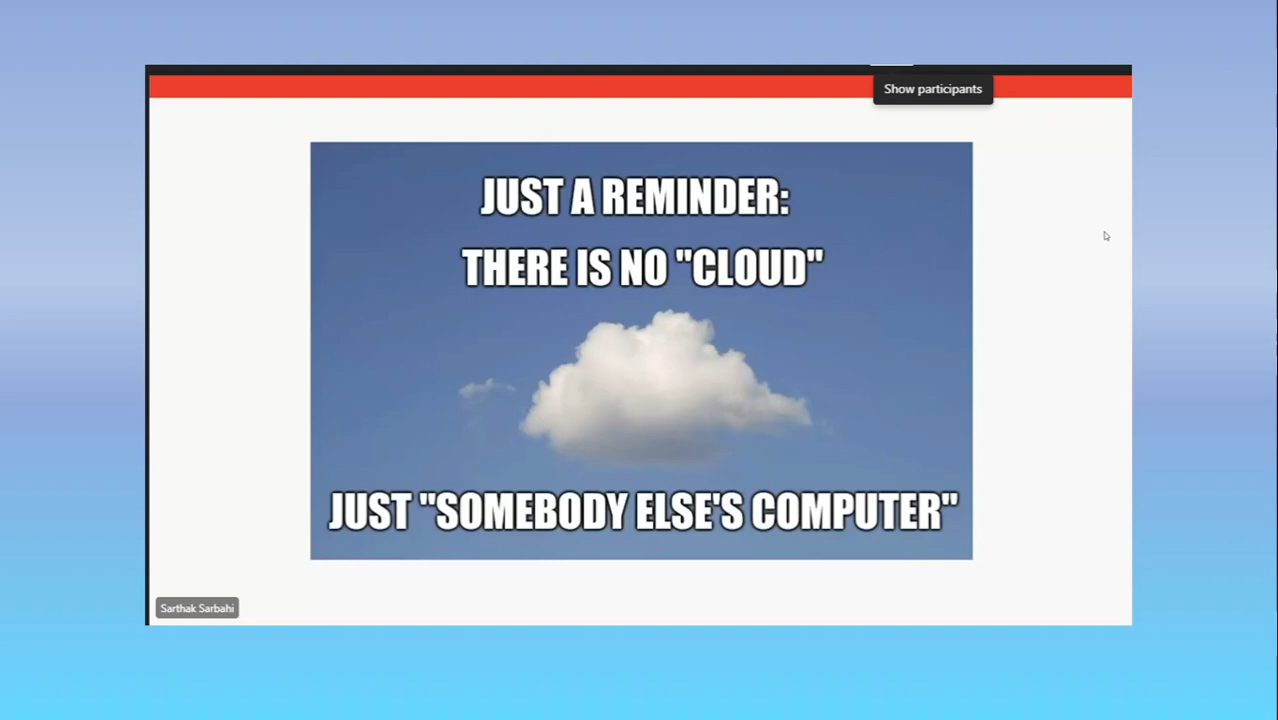 Show participants
JUST A REMINDER:
THERE IS NO "CLOUD"
JUST "SOMEBODY ELSE'S COMPUTER"
Sarthak Sarbahi